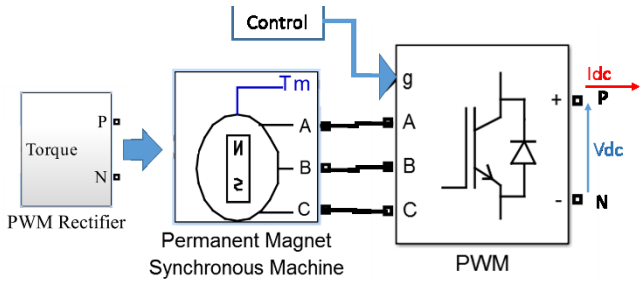 Control
Idc
Tm
g
P
Torque
N
PWM Rectifier
A
B
C
N
S
Permanent Magnet
Synchronous Machine
A
B
C
+
-
P
Vdc
N
PWM